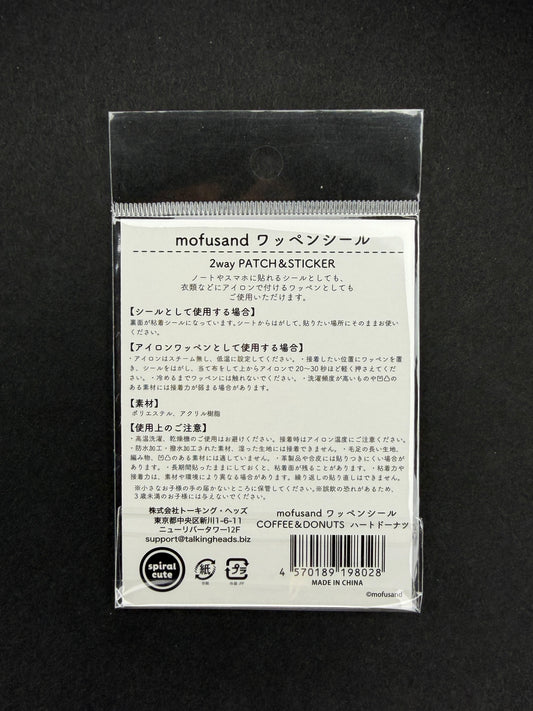 mofusand ワッペンシール
2way PATCH&STICKER
ノートやスマホに貼れるシールとしても、
衣類などにアイロンで付けるワッペンとしても
ご使用いただけます。
【シールとして使用する場合】
裏面が粘着シールになっています。シートからはがして、貼りたい場所にそのままお使い
ください。
【アイロンワッペンとして使用する場合】
・アイロンはスチーム無し、低温に設定してください。・接着したい位置にワッペンを置
き、シールをはがし、当て布をして上からアイロンで20〜30秒ほど軽く押さえてくださ
い。・冷めるまでワッペンには触れないでください。・洗濯頻度が高いものや凹凸の
ある素材には接着力が弱まる場合があります。
【素材】
ポリエステル、アクリル樹脂
【使用上のご注意】
・高温洗濯、乾燥機のご使用はお避けください。接着時はアイロン温度にご注意ください。
・防水加工・撥水加工された素材、湿った生地には接着できません。・毛足の長い生地、
編み物、凹凸のある素材には適していません。・革製品や合皮には貼りつきにくい場合が
あります。・長期間貼ったままにしておくと、粘着面が残ることがあります。・粘着力や
接着力は、素材や環境により異なる場合があります。繰り返しの貼り直しはできません。
※小さなお子様の手の届かないところに保管してください。※誤飲の恐れがあるため、
３歳未満のお子様には与えないでください。
株式会社トーキング・ヘッズ
東京都中央区新川1-6-11
ニューリバータワー12F
support@talkingheads.biz
mofusand ワッペンシール
COFFEE&DONUTS ハートドーナツ
spiral
cute
紙
プラ
4 570189 198028
MADE IN CHINA
©mofusand